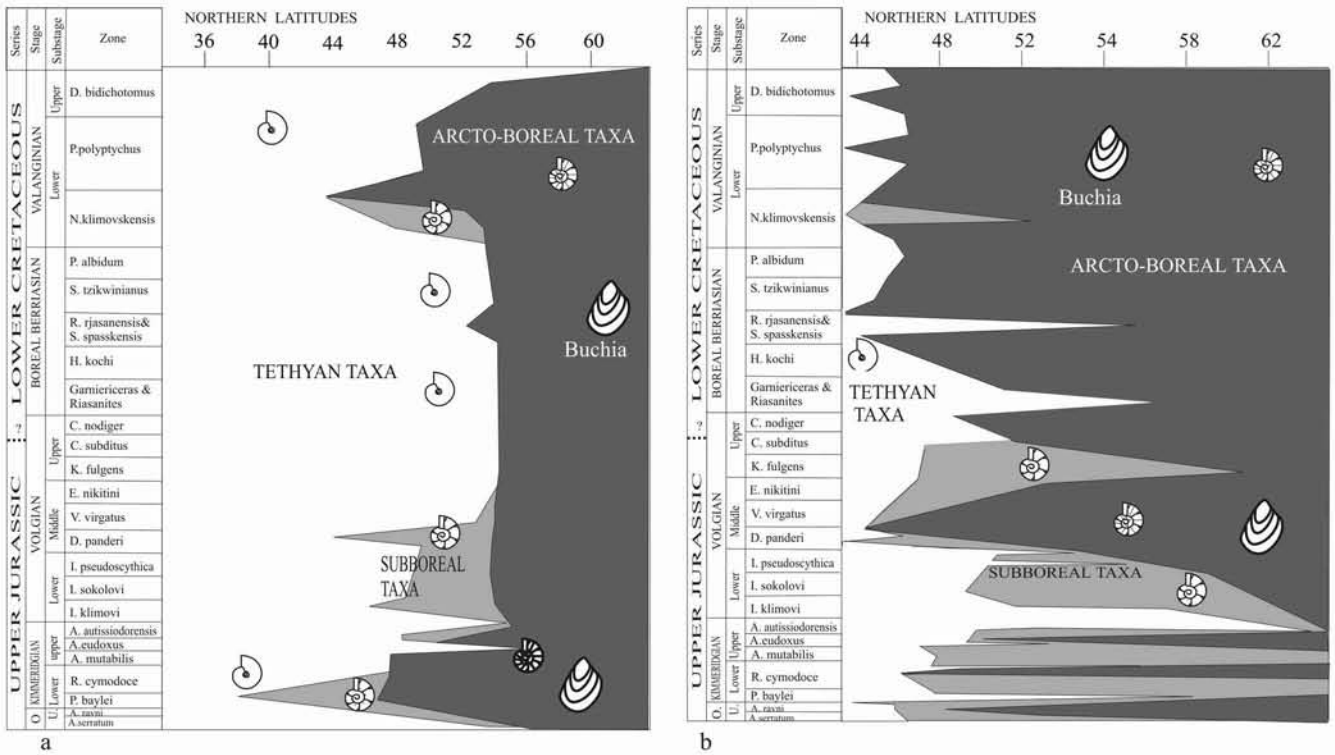 NORTHERN LATITUDES
Series
Stage
Substage
Zone
36 40 44 48 52 56 60
LOWER CRETACEOUS
?
UPPER JURASSIC
VALANGINIAN
BOREAL BERRIASIAN
VOLGIAN
KIMMERIDGIAN
O
Upper
Lower
Upper
Middle
Lower
upper
Lower
U.
D. bidichotomus
P.polyptychus
N.klimovskensis
P. albidum
S. tzikwinianus
R. rjasanensis&
S. spasskensis
H. kochi
Garniericeras &
Riasanites
C. nodiger
C. subditus
K. fulgens
E. nikitini
V. virgatus
D. panderi
I. pseudoscythica
I. sokolovi
I. klimovi
A. autissiodorensis
A.eudoxus
A. mutabilis
R. cymodoce
P. baylei
A. ravni
A.serratum
ARCTO-BOREAL TAXA
Buchia
TETHYAN TAXA
SUBBOREAL
TAXA
a
NORTHERN LATITUDES
Series
Stage
Substage
Zone
44 48 52 54 58 62
LOWER CRETACEOUS
?
UPPER JURASSIC
VALANGINIAN
BOREAL BERRIASIAN
VOLGIAN
KIMMERIDGIAN
O.
Upper
Lower
Upper
Middle
Lower
Upper
Lower
U.
D. bidichotomus
P.polyptychus
N.klimovskensis
P. albidum
S. tzikwinianus
R. rjasanensis&
S. spasskensis
H. kochi
Garniericeras &
Riasanites
C. nodiger
C. subditus
K. fulgens
E. nikitini
V. virgatus
D. panderi
I. pseudoscythica
I. sokolovi
I. klimovi
A. autissiodorensis
A.eudoxus
A. mutabilis
R. cymodoce
P. baylei
A. ravni
A.serratum
Buchia
ARCTO-BOREAL TAXA
TETHYAN
TAXA
SUBBOREAL TAXA
b